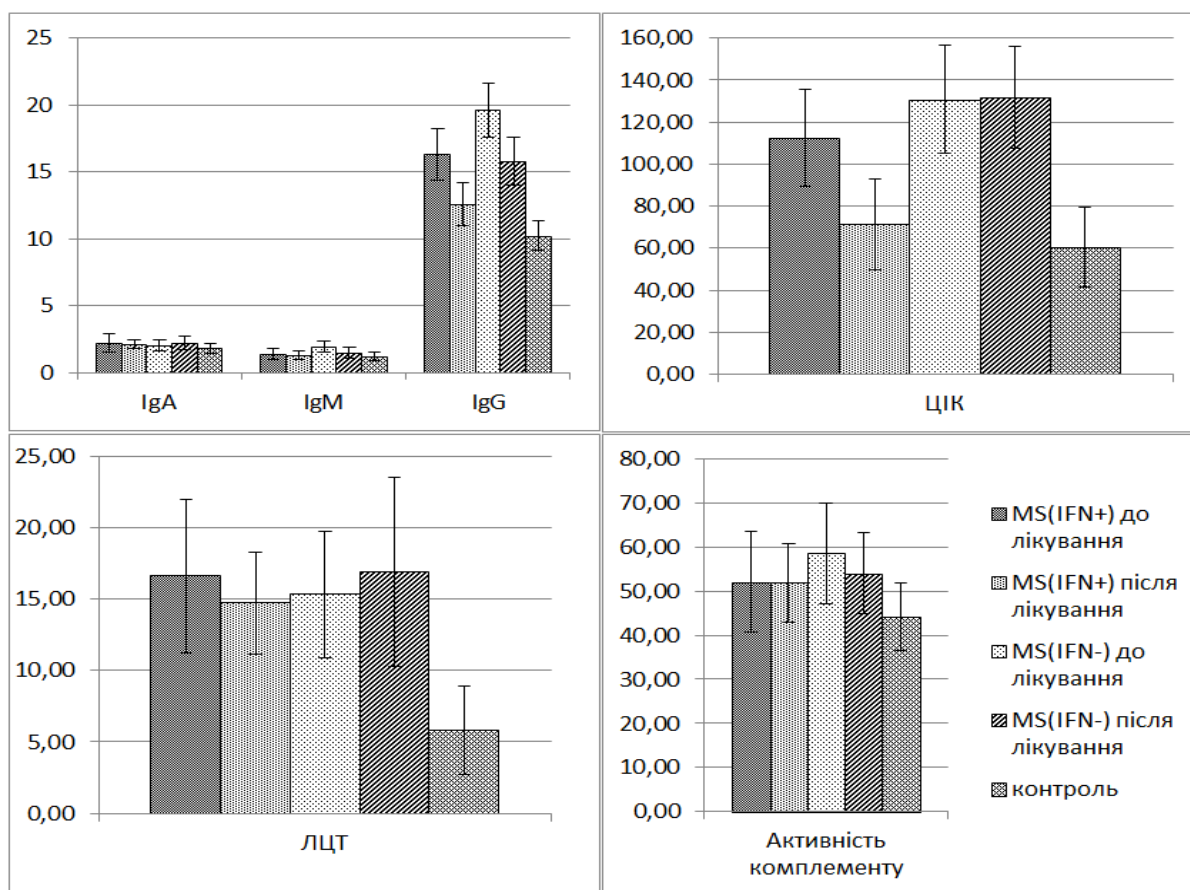 25
20
15
10
5
0
IgA IgM IgG
160,00
140,00
120,00
100,00
80,00
60,00
40,00
20,00
0,00
ЦІК
25,00
20,00
15,00
10,00
5,00
0,00
ЛЦТ
80,00
70,00
60,00
50,00
40,00
30,00
20,00
10,00
0,00
Активність
комплементу
MS(IFN+) до
лікування
MS(IFN+) після
лікування
MS(IFN-) до
лікування
MS(IFN-) після
лікування
контроль